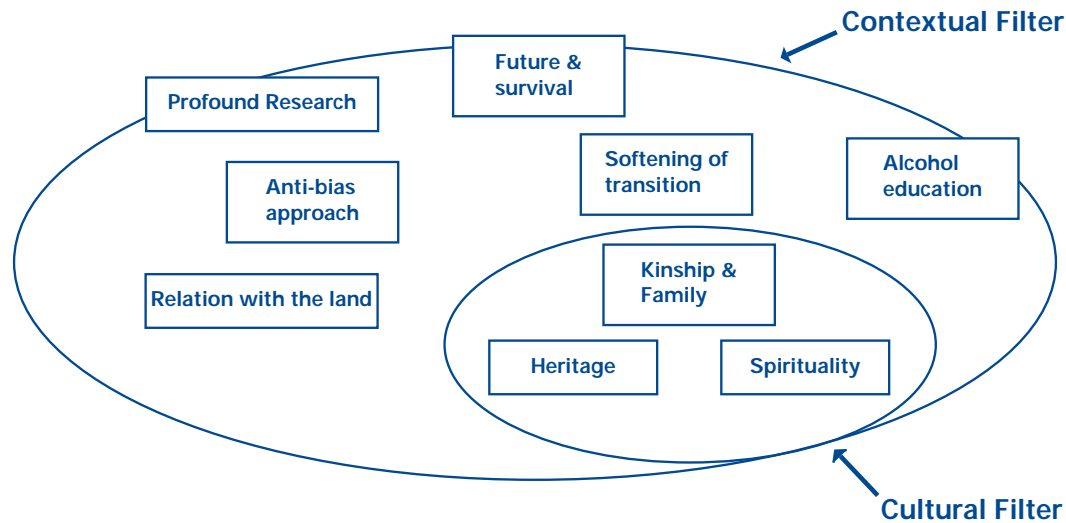 Contextual Filter
Future &
survival
Profound Research
Softening of
transition
Alcohol
education
Anti-bias
approach
Kinship &
Family
Relation with the land
Heritage
Spirituality
Cultural Filter